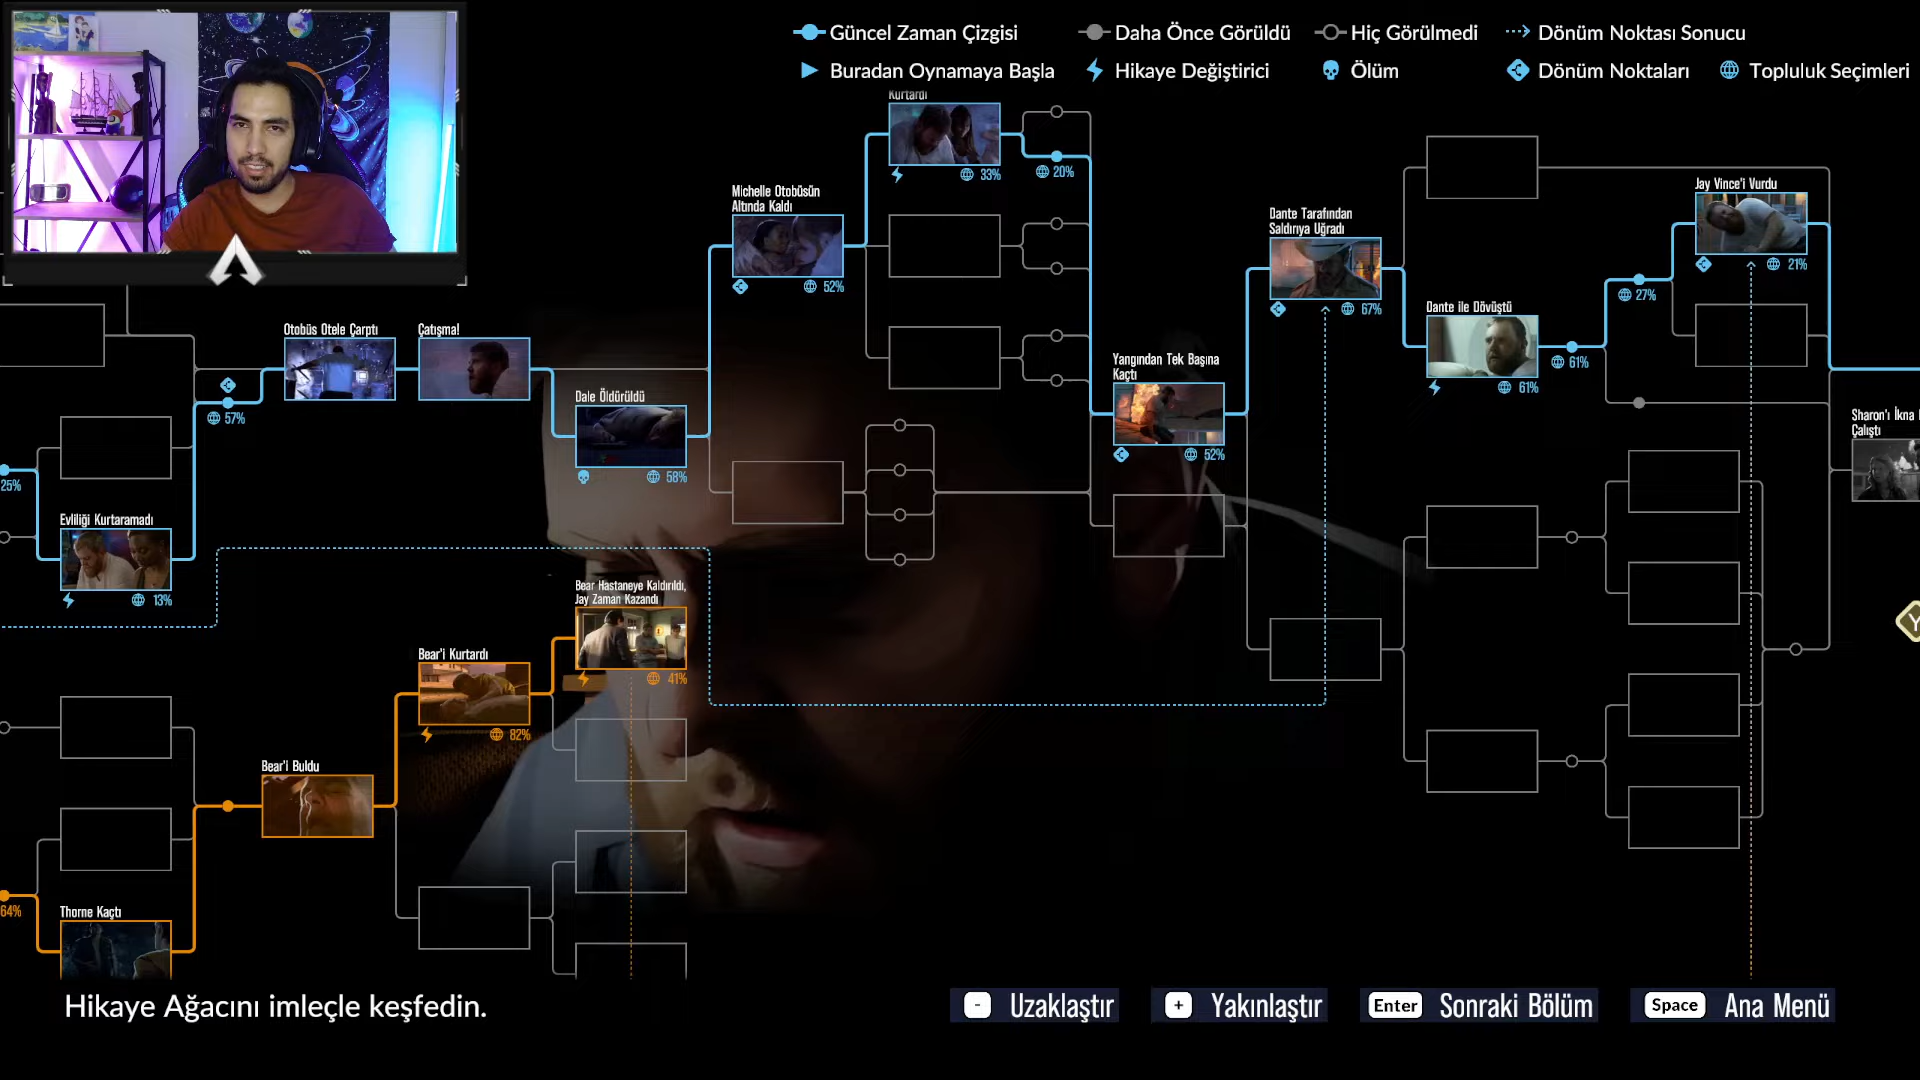 Güncel Zaman Çizgisi
Daha Önce Görüldü
Hiç Görülmedi
Dönüm Noktası Sonucu
Buradan Oynamaya Başla
Hikaye Değiştirici
Ölüm
Dönüm Noktaları
Topluluk Seçimleri
Kurtardı
33%
20%
Michelle Otobüsün
Altında Kaldı
52%
Jay Vince'i Vurdu
21%
Dante Tarafından
Saldırıya Uğradı
67%
27%
Dante ile Dövüştü
61%
61%
Otobüs Otele Çarptı
Çatışma!
57%
Yangından Tek Başına
Kaçtı
52%
Dale Öldürüldü
58%
Sharon'ı İkna
Çalıştı
25%
Evliliği Kurtaramadı
13%
Bear Hastaneye Kaldırıldı,
Jay Zaman Kazandı
41%
Y
Bear'i Kurtardı
82%
Bear'i Buldu
64%
Thorne Kaçtı
Hikaye Ağacını imleçle keşfedin.
- Uzaklaştır
+ Yakınlaştır
Enter Sonraki Bölüm
Space Ana Menü